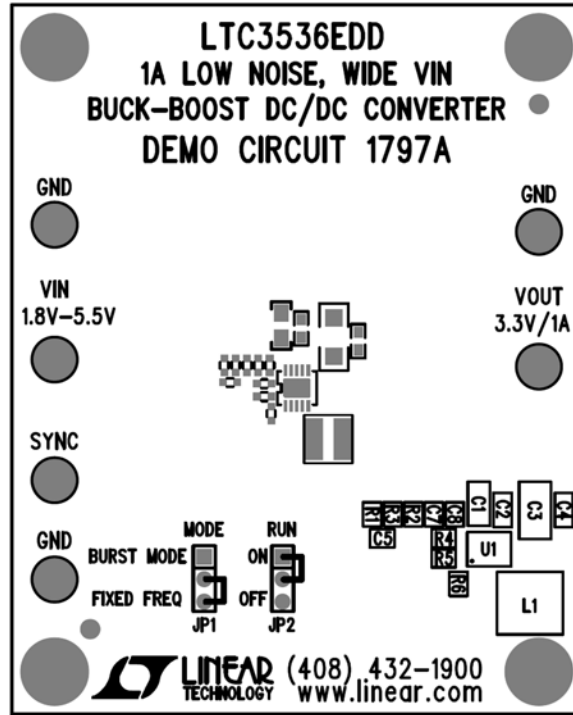 LTC3536EDD
1A LOW NOISE, WIDE VIN
BUCK-BOOST DC/DC CONVERTER
DEMO CIRCUIT 1797A
GND
GND
VIN
1.8V-5.5V
VOUT
3.3V/1A
SYNC
GND
MODE
RUN
BURST MODE
ON
FIXED FREQ
OFF
JP1
JP2
R1
R3
R2
C7
C8
C1
C2
C3
C4
C5
R4
R5
U1
R6
L1
LINEAR
TECHNOLOGY
(408) 432-1900
www.linear.com